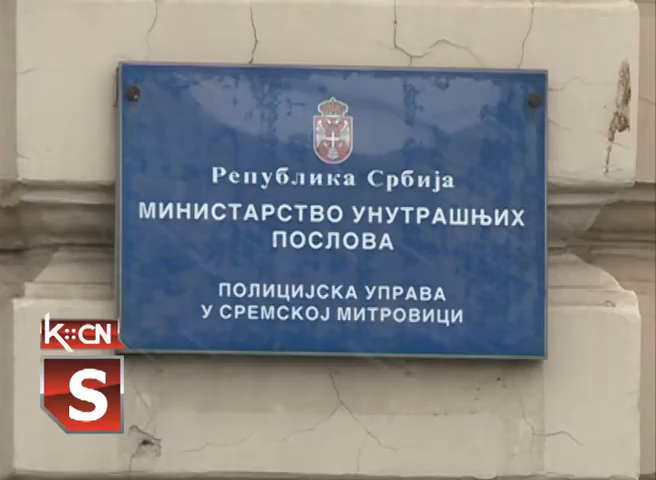 Република Србија
МИНИСТАРСТВО УНУТРАШЊИХ
ПОСЛОВА
ПОЛИЦИЈСКА УПРАВА
У СРЕМСКОЈ МИТРОВИЦИ
K::CN
S